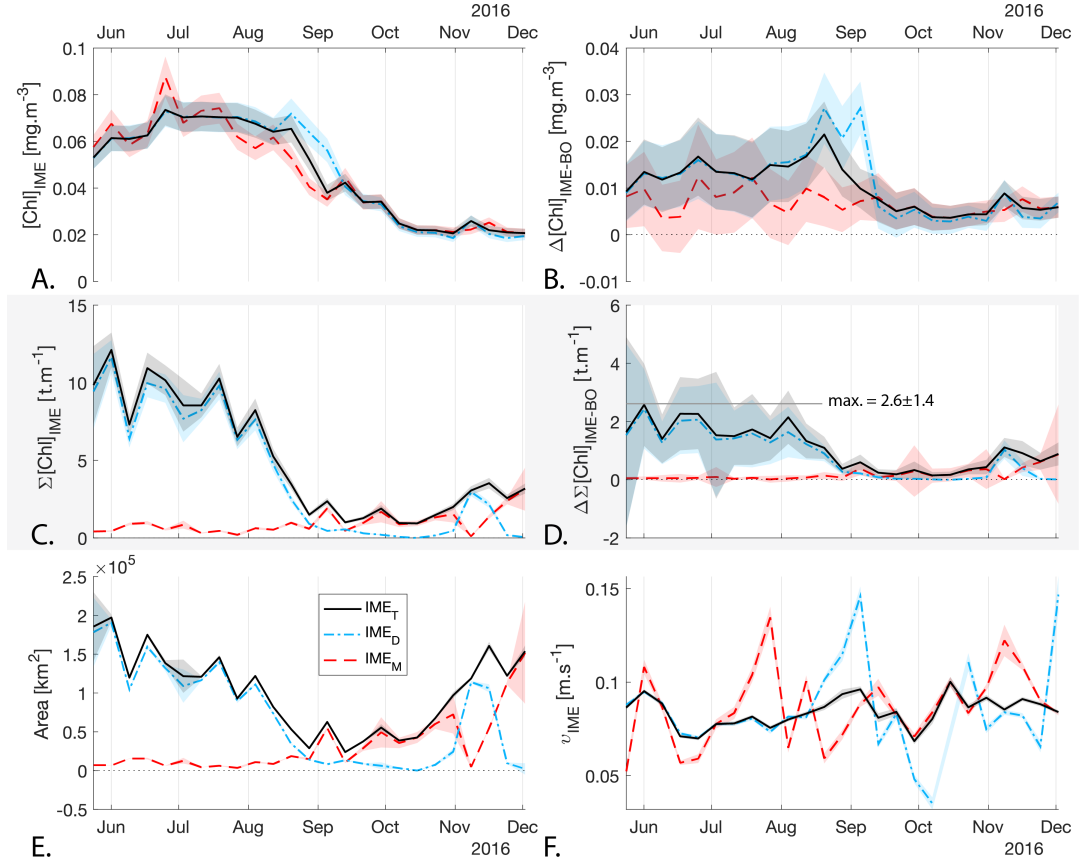 2016
2016
Jun Jul Aug Sep Oct Nov Dec
Jun Jul Aug Sep Oct Nov Dec
0.1
0.08
0.06
0.04
0.02
0
[Chl]IME [mg.m-3]
A.
0.04
0.03
0.02
0.01
0
-0.01
Δ[Chl]IME-BO [mg.m-3]
B.
15
10
5
0
Σ[Chl]IME [t.m-1]
C.
6
4
2
0
-2
ΔΣ[Chl]IME-BO [t.m-1]
max. = 2.6±1.4
D.
×105
2.5
2
1.5
1
0.5
0
-0.5
Area [km2]
IMET
IMED
IMEM
Jun Jul Aug Sep Oct Nov Dec
2016
E.
0.15
0.1
0.05
υIME [m.s-1]
Jun Jul Aug Sep Oct Nov Dec
2016
F.